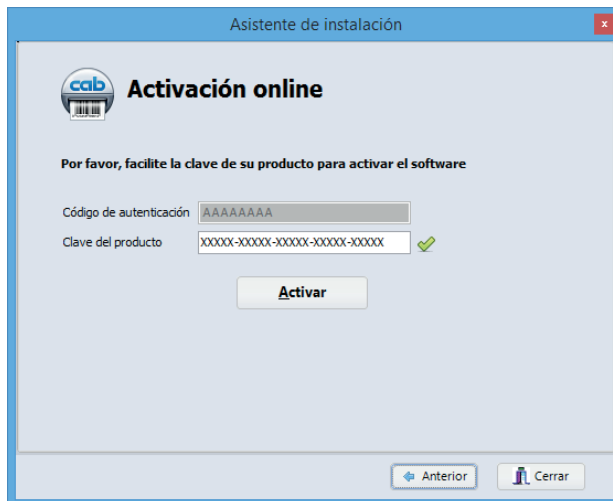 Asistente de instalación
x
cab
Activación online
Por favor, facilite la clave de su producto para activar el software
Código de autenticación AAAAAAAA
Clave del producto XXXXX-XXXXX-XXXXX-XXXXX-XXXXX
Activar
Anterior Cerrar